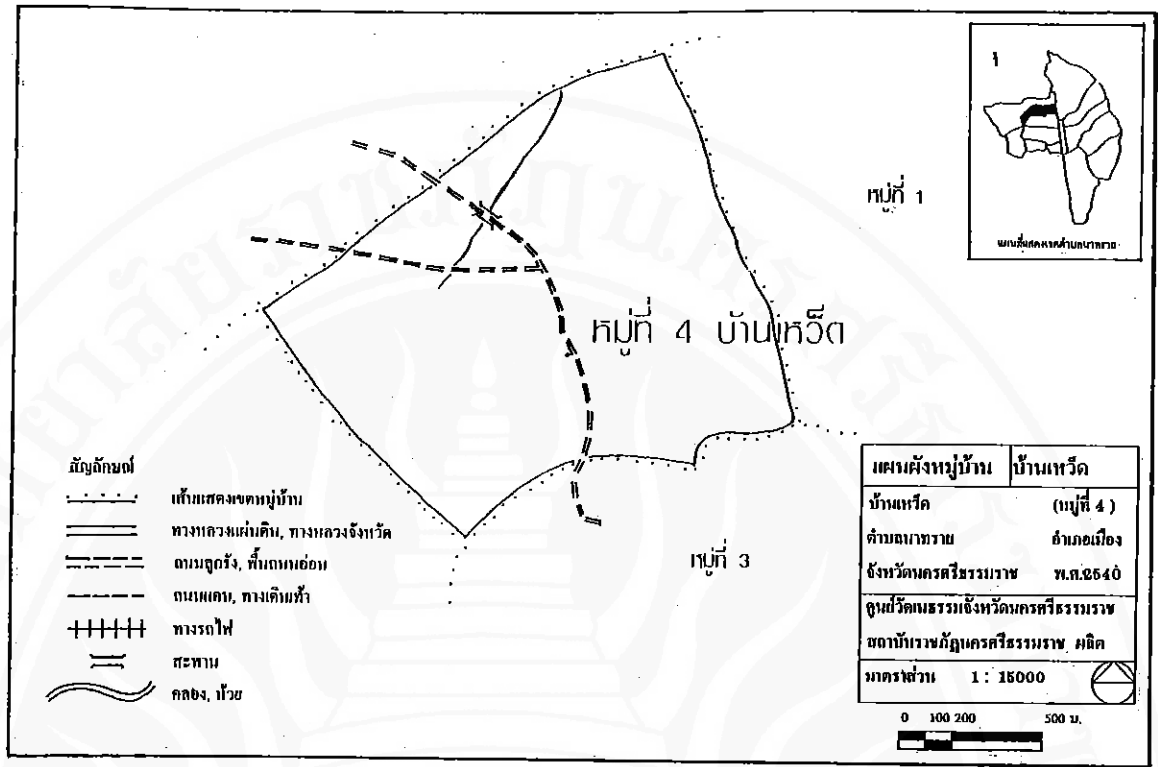 หมู่ที่ 1
แผนที่แสดงเขตตำบลนาทราย
หมู่ที่ 4 บ้านเหว็ด
หมู่ที่ 3
สัญลักษณ์
เส้นแสดงเขตหมู่บ้าน
ทางหลวงแผ่นดิน, ทางหลวงจังหวัด
ถนนลูกรัง, พื้นถนนอ่อน
ทางรถไฟ
สะพาน
คลอง, ห้วย
แผนผังหมู่บ้าน บ้านเหว็ด
บ้านเหว็ด (หมู่ที่ 4 )
ตำบลนาทราย อำเภอเมือง
จังหวัดนครศรีธรรมราช พ.ศ.2540
ศูนย์วัฒนธรรมจังหวัดนครศรีธรรมราช
สถาบันราชภัฏนครศรีธรรมราช ผลิต
มาตราส่วน 1 : 15000
0 100 200 500 ม.